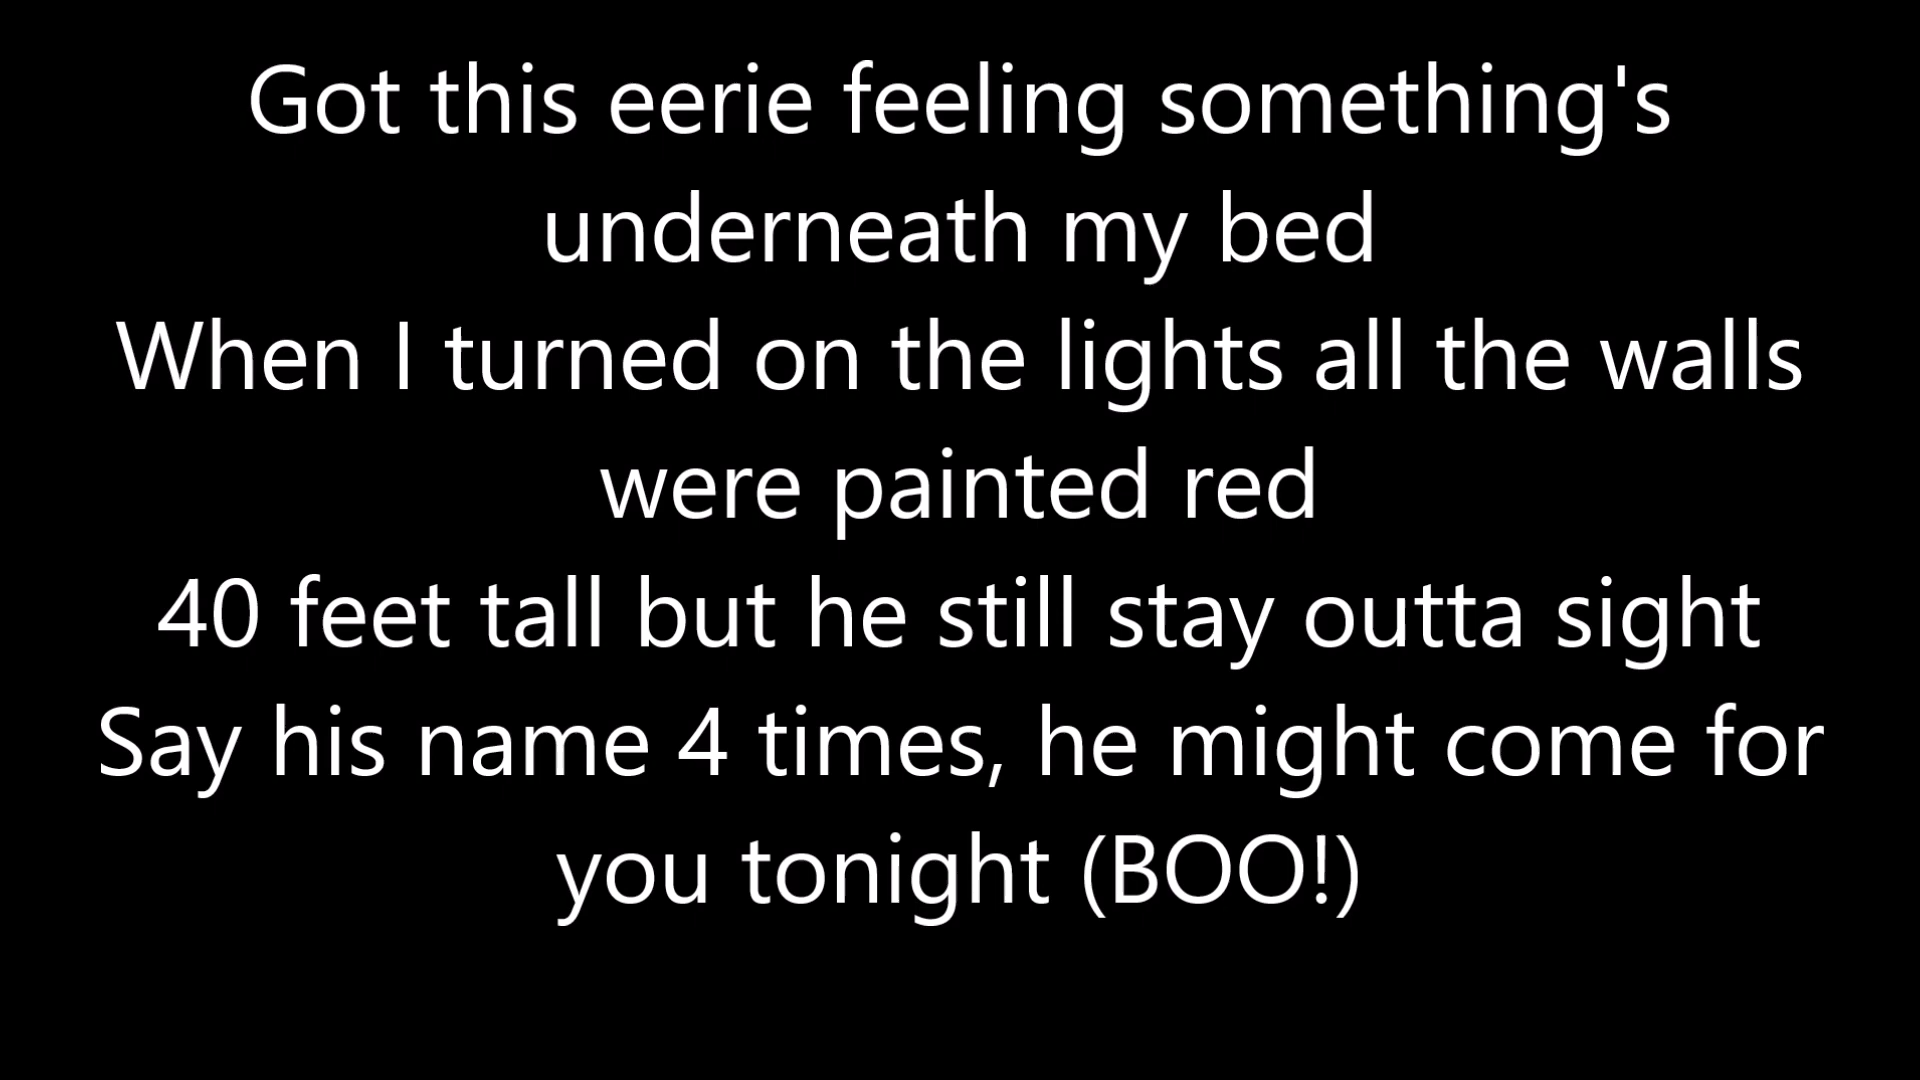 Got this eerie feeling something's
underneath my bed
When I turned on the lights all the walls
were painted red
40 feet tall but he still stay outta sight
Say his name 4 times, he might come for
you tonight (BOO!)